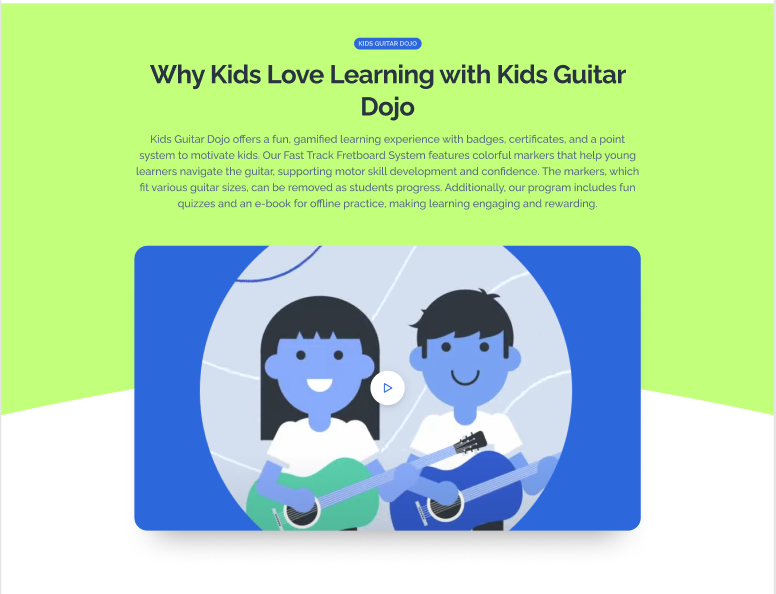 KIDS GUITAR DOJO
Why Kids Love Learning with Kids Guitar
Dojo
Kids Guitar Dojo offers a fun, gamified learning experience with badges, certificates, and a point
system to motivate kids. Our Fast Track Fretboard System features colorful markers that help young
learners navigate the guitar, supporting motor skill development and confidence. The markers, which
fit various guitar sizes, can be removed as students progress. Additionally, our program includes fun
quizzes and an e-book for offline practice, making learning engaging and rewarding.